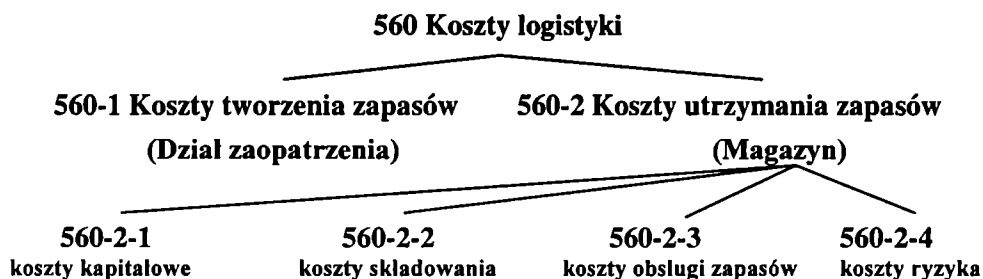 560 Koszty logistyki
560-1 Koszty tworzenia zapasów 560-2 Koszty utrzymania zapasów
(Dział zaopatrzenia) (Magazyn)
560-2-1 560-2-2 560-2-3 560-2-4
koszty kapitałowe koszty składowania koszty obsługi zapasów koszty ryzyka